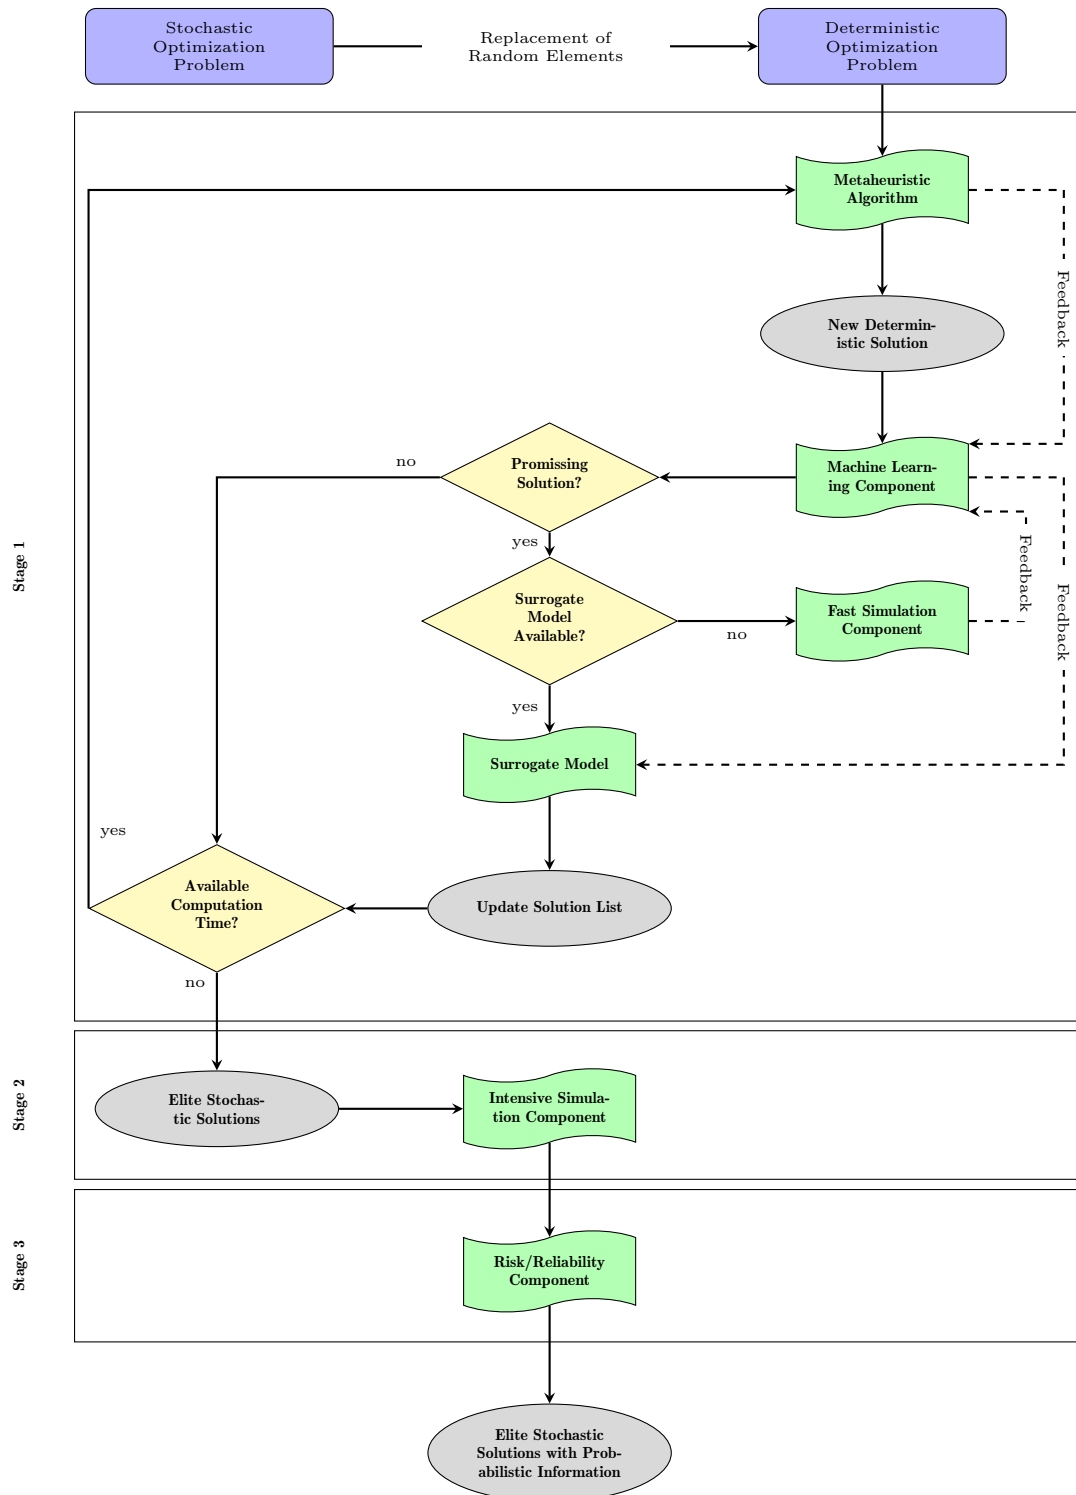 Stochastic
Optimization
Problem
Replacement of
Random Elements
Deterministic
Optimization
Problem
Metaheuristic
Algorithm
Feedback
New Determin-
istic Solution
no
Promissing
Solution?
Machine Learn-
ing Component
yes
Feedback
Stage 1
Surrogate
Model
Available?
no
Fast Simulation
Component
Feedback
yes
Surrogate Model
yes
Available
Computation
Time?
Update Solution List
no
Stage 2
Elite Stochas-
tic Solutions
Intensive Simula-
tion Component
Stage 3
Risk/Reliability
Component
Elite Stochastic
Solutions with Prob-
abilistic Information